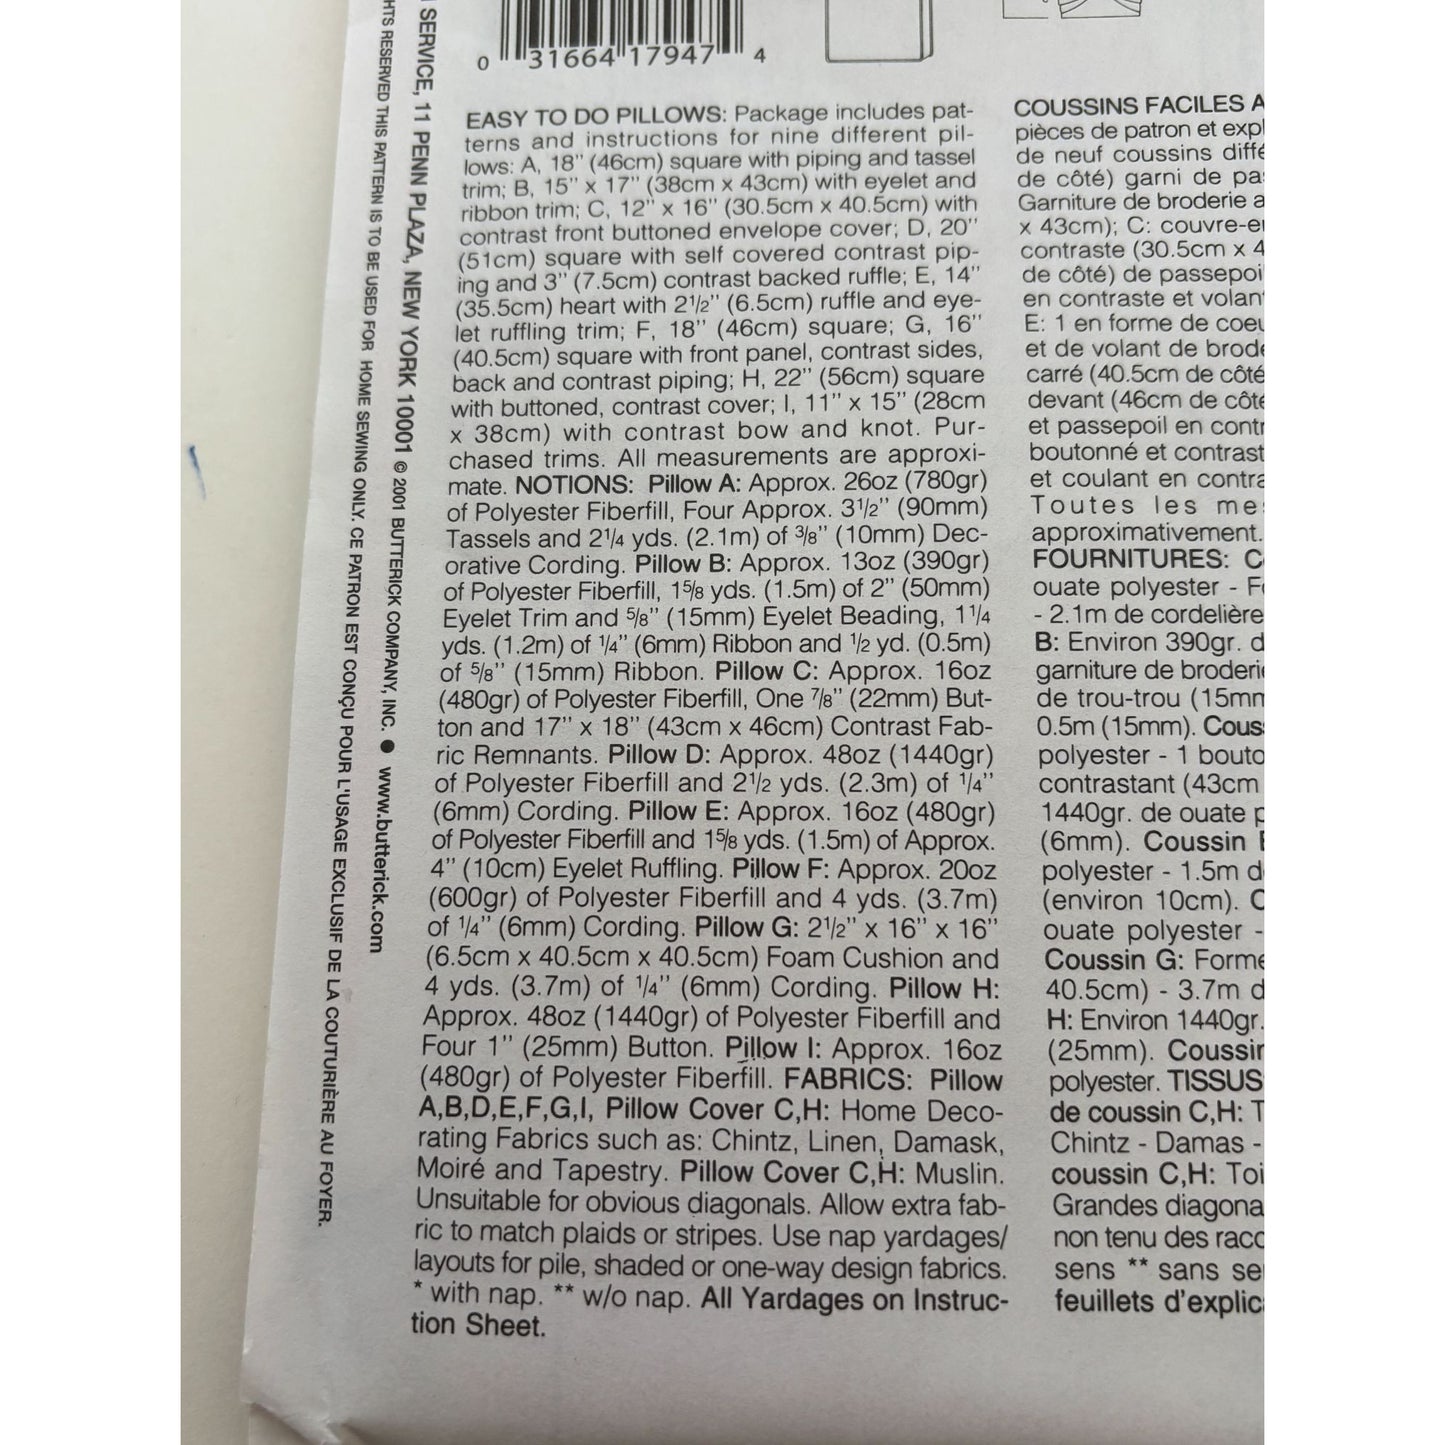 0 31664 17947 4
SERVICE, 11 PENN PLAZA, NEW YORK 10001 © 2001 BUTTERICK COMPANY, INC. ● www.butterick.com
RESERVED THIS PATTERN IS TO BE USED FOR HOME SEWING ONLY. CE PATRON EST CONÇU POUR L'USAGE EXCLUSIF DE LA COUTURIÈRE AU FOYER.
EASY TO DO PILLOWS: Package includes pat-
terns and instructions for nine different pil-
lows: A, 18" (46cm) square with piping and tassel
trim; B, 15" x 17" (38cm x 43cm) with eyelet and
ribbon trim; C, 12" x 16" (30.5cm x 40.5cm) with
contrast front buttoned envelope cover; D, 20"
(51cm) square with self covered contrast pip-
ing and 3" (7.5cm) contrast backed ruffle; E, 14"
(35.5cm) heart with 2½" (6.5cm) ruffle and eye-
let ruffling trim; F, 18" (46cm) square; G, 16"
(40.5cm) square with front panel, contrast sides,
back and contrast piping; H, 22" (56cm) square
with buttoned, contrast cover; I, 11" x 15" (28cm
x 38cm) with contrast bow and knot. Pur-
chased trims. All measurements are approxi-
mate. NOTIONS: Pillow A: Approx. 26oz (780gr)
of Polyester Fiberfill, Four Approx. 3½" (90mm)
Tassels and 2¼ yds. (2.1m) of ⅜" (10mm) Dec-
orative Cording. Pillow B: Approx. 13oz (390gr)
of Polyester Fiberfill, 1⅝ yds. (1.5m) of 2" (50mm)
Eyelet Trim and ⅝" (15mm) Eyelet Beading, 1¼
yds. (1.2m) of ¼" (6mm) Ribbon and ½ yd. (0.5m)
of ⅝" (15mm) Ribbon. Pillow C: Approx. 16oz
(480gr) of Polyester Fiberfill, One ⅞" (22mm) But-
ton and 17" x 18" (43cm x 46cm) Contrast Fab-
ric Remnants. Pillow D: Approx. 48oz (1440gr)
of Polyester Fiberfill and 2½ yds. (2.3m) of ¼"
(6mm) Cording. Pillow E: Approx. 16oz (480gr)
of Polyester Fiberfill and 1⅝ yds. (1.5m) of Approx.
4" (10cm) Eyelet Ruffling. Pillow F: Approx. 20oz
(600gr) of Polyester Fiberfill and 4 yds. (3.7m)
of ¼" (6mm) Cording. Pillow G: 2½" x 16" x 16"
(6.5cm x 40.5cm x 40.5cm) Foam Cushion and
4 yds. (3.7m) of ¼" (6mm) Cording. Pillow H:
Approx. 48oz (1440gr) of Polyester Fiberfill and
Four 1" (25mm) Button. Pillow I: Approx. 16oz
(480gr) of Polyester Fiberfill. FABRICS: Pillow
A,B,D,E,F,G,I, Pillow Cover C,H: Home Deco-
rating Fabrics such as: Chintz, Linen, Damask,
Moiré and Tapestry. Pillow Cover C,H: Muslin.
Unsuitable for obvious diagonals. Allow extra fab-
ric to match plaids or stripes. Use nap yardages/
layouts for pile, shaded or one-way design fabrics.
* with nap. ** w/o nap. All Yardages on Instruc-
tion Sheet.
COUSSINS FACILES A
pièces de patron et expl
de neuf coussins diffé
de côté) garni de pa
Garniture de broderie a
x 43cm); C: couvre-e
contraste (30.5cm x 4
de côté) de passepoi
en contraste et volan
E: 1 en forme de coeu
et de volant de brode
carré (40.5cm de côté
devant (46cm de côté
et passepoil en contr
boutonné et contrast
et coulant en contra
Toutes les me
approximativement.
FOURNITURES: C
ouate polyester - F
- 2.1m de cordelière
B: Environ 390gr. d
garniture de broderi
de trou-trou (15mm
0.5m (15mm). Cous
polyester - 1 bouto
contrastant (43cm
1440gr. de ouate p
(6mm). Coussin E
polyester - 1.5m d
(environ 10cm). C
ouate polyester -
Coussin G: Forme
40.5cm) - 3.7m d
H: Environ 1440gr.
(25mm). Coussin
polyester. TISSUS
de coussin C,H: T
Chintz - Damas -
coussin C,H: Toi
Grandes diagona
non tenu des racc
sens ** sans se
feuillets d'explic